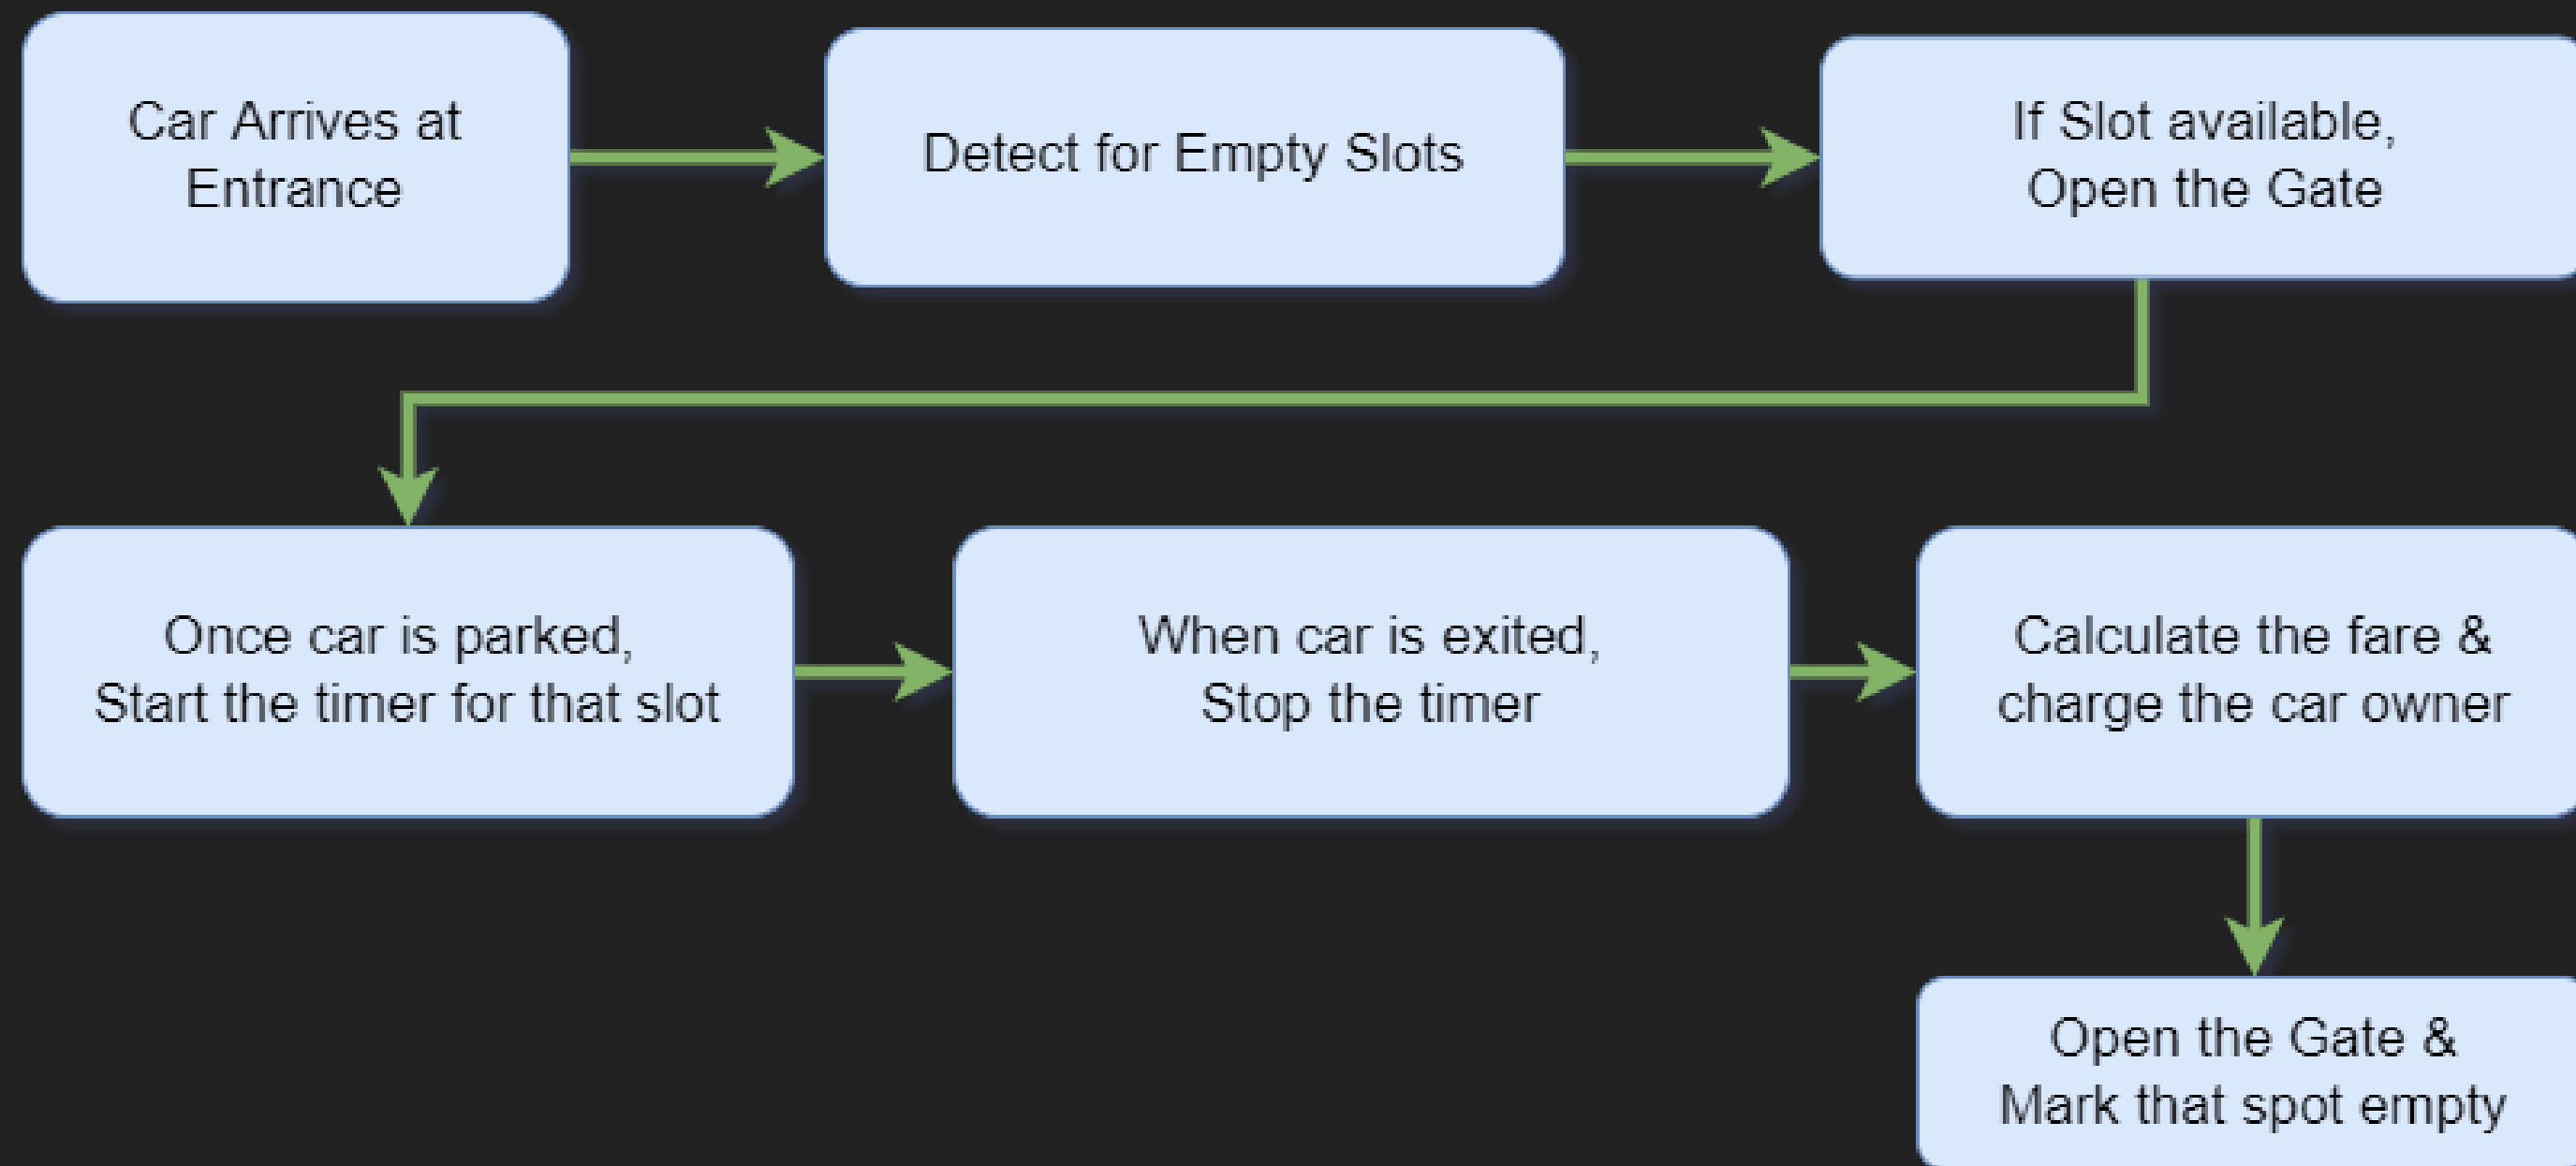 Car Arrives at
Entrance
Detect for Empty Slots
If Slot available,
Open the Gate
Once car is parked,
Start the timer for that slot
When car is exited,
Stop the timer
Calculate the fare &
charge the car owner
Open the Gate &
Mark that spot empty